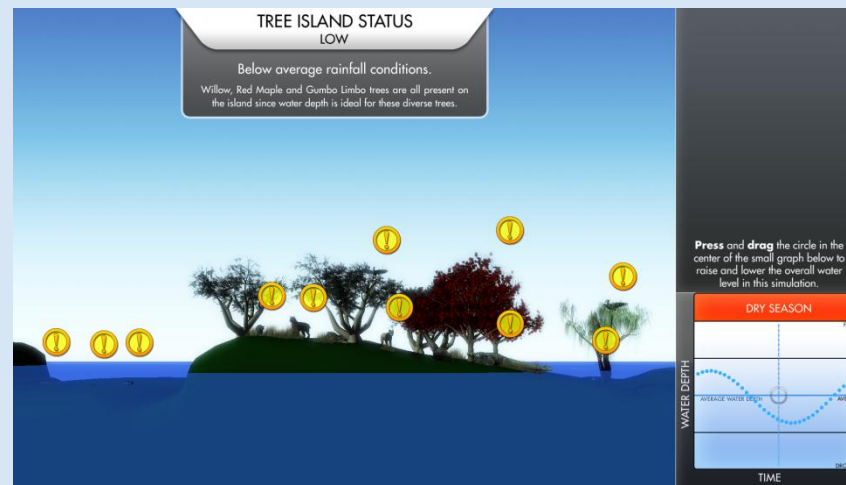 TREE ISLAND STATUS
LOW
Below average rainfall conditions.
Willow, Red Maple and Gumbo Limbo trees are all present on
the island since water depth is ideal for these diverse trees.
Press and drag the circle in the
center of the small graph below to
raise and lower the overall water
level in this simulation.
DRY SEASON
WATER DEPTH
AVERAGE WATER DEPTH
TIME